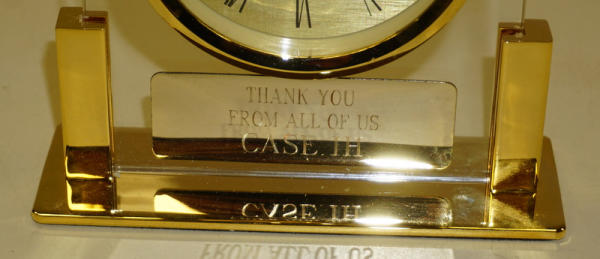 THANK YOU
FROM ALL OF US
CASE IH